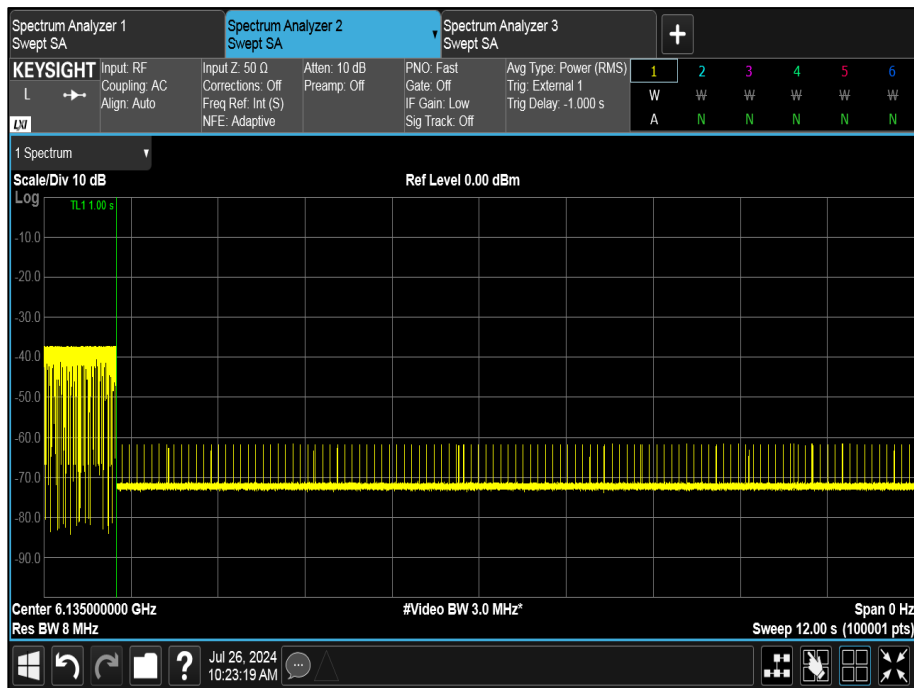 Spectrum Analyzer 1
Swept SA
Spectrum Analyzer 2
Swept SA
Spectrum Analyzer 3
Swept SA
+
KEYSIGHT
L
LXI
Input: RF
Coupling: AC
Align: Auto
Input Z: 50 Ω
Corrections: Off
Freq Ref: Int (S)
NFE: Adaptive
Atten: 10 dB
Preamp: Off
PNO: Fast
Gate: Off
IF Gain: Low
Sig Track: Off
Avg Type: Power (RMS)
Trig: External 1
Trig Delay: -1.000 s
1 2 3 4 5 6
W W W W W W
A N N N N N
1 Spectrum
Scale/Div 10 dB
Ref Level 0.00 dBm
Log
TL1 1.00 s
-10.0
-20.0
-30.0
-40.0
-50.0
-60.0
-70.0
-80.0
-90.0
Center 6.135000000 GHz
#Video BW 3.0 MHz*
Span 0 Hz
Res BW 8 MHz
Sweep 12.00 s (100001 pts)
?
Jul 26, 2024
10:23:19 AM